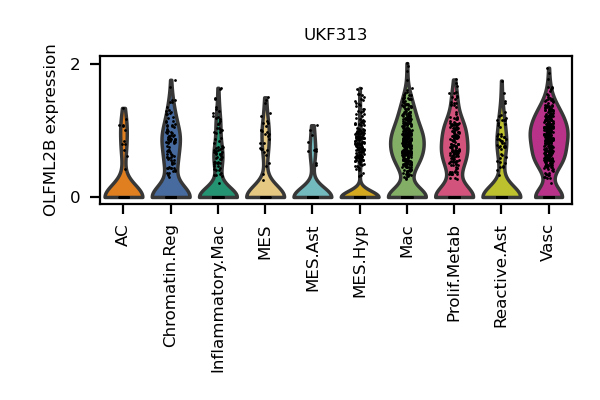 UKF313
OLFML2B expression
2
0
AC
Chromatin.Reg
Inflammatory.Mac
MES
MES.Ast
MES.Hyp
Mac
Prolif.Metab
Reactive.Ast
Vasc